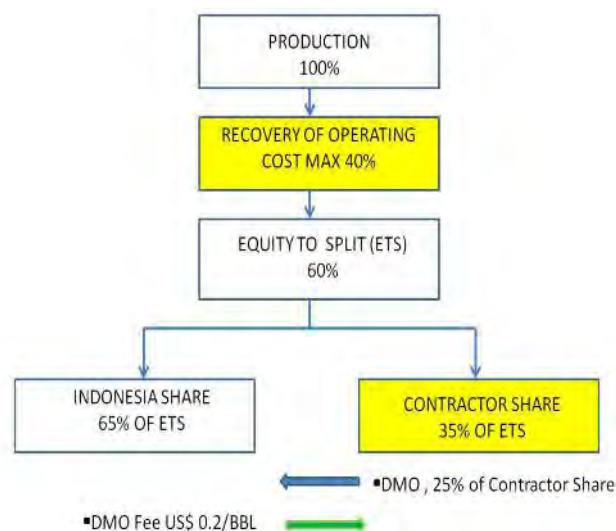 PRODUCTION
100%
RECOVERY OF OPERATING
COST MAX 40%
EQUITY TO SPLIT (ETS)
60%
INDONESIA SHARE
65% OF ETS
CONTRACTOR SHARE
35% OF ETS
▪DMO , 25% of Contractor Share
▪DMO Fee US$ 0.2/BBL